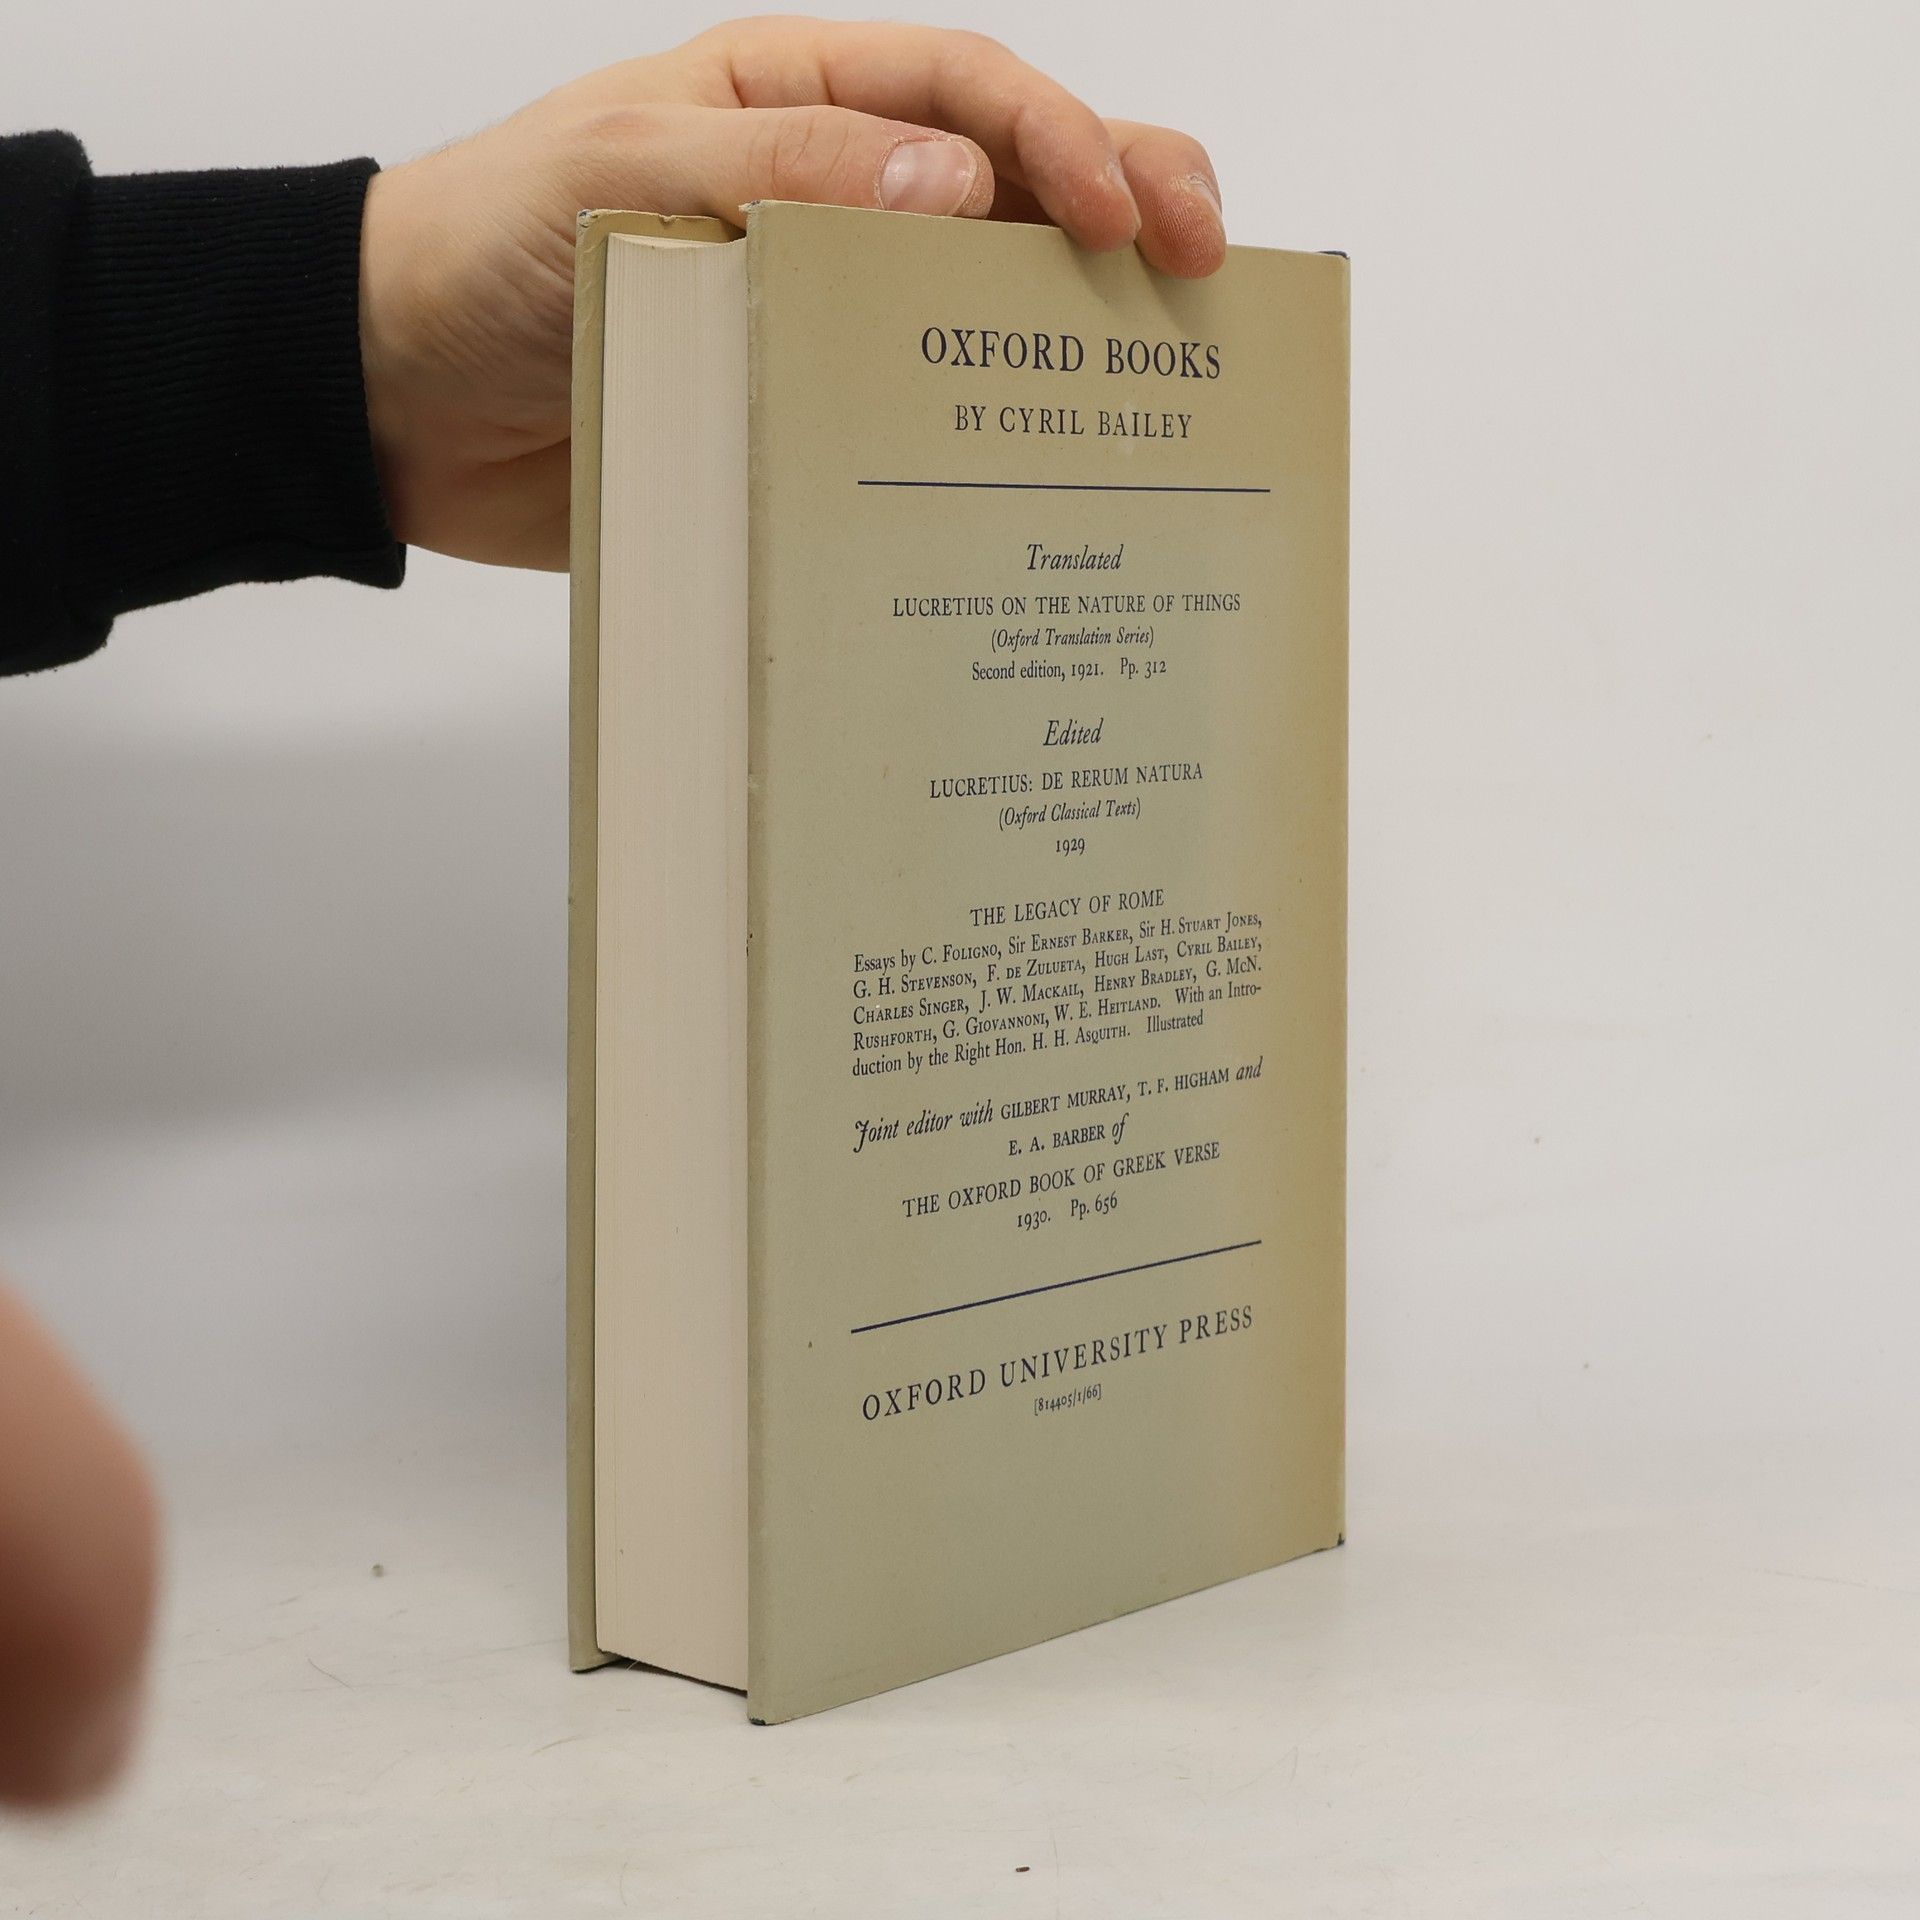 OXFORD BOOKS
BY CYRIL BAILEY
Translated
LUCRETIUS ON THE NATURE OF THINGS
(Oxford Translation Series)
Second edition, 1921. Pp. 312
Edited
LUCRETIUS: DE RERUM NATURA
(Oxford Classical Texts)
1929
THE LEGACY OF ROME
Essays by C. FOLIGNO, Sir ERNEST BARKER, Sir H. STUART JONES,
G. H. STEVENSON, F. DE ZULUETA, HUGH LAST, CYRIL BAILEY,
CHARLES SINGER, J. W. MACKAIL, HENRY BRADLEY, G. MCN.
RUSHFORTH, G. GIOVANNONI, W. E. HEITLAND. With an Intro-
duction by the Right Hon. H. H. ASQUITH. Illustrated
Joint editor with GILBERT MURRAY, T. F. HIGHAM and
E. A. BARBER of
THE OXFORD BOOK OF GREEK VERSE
1930. Pp. 656
OXFORD UNIVERSITY PRESS
[814405/1/66]